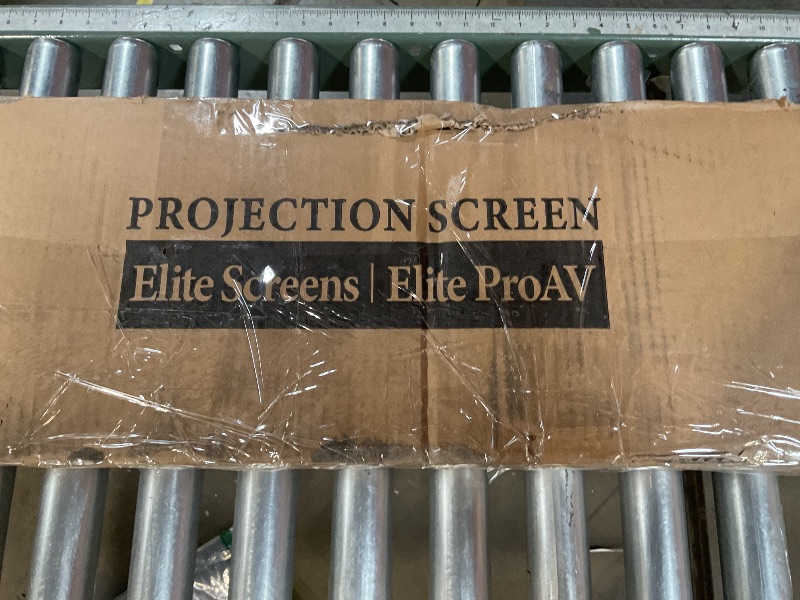 PROJECTION SCREEN
Elite Screens | Elite ProAV